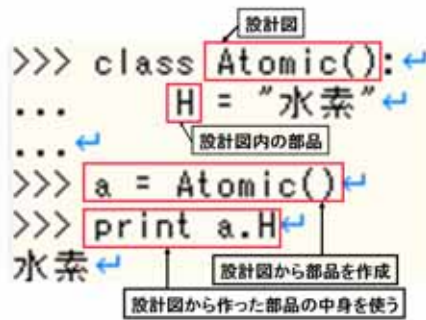 設計図
>>> class Atomic():↵
... H = "水素"↵
設計図内の部品
...↵
>>> a = Atomic()↵
>>> print a.H↵
水素↵
設計図から部品を作成
設計図から作った部品の中身を使う